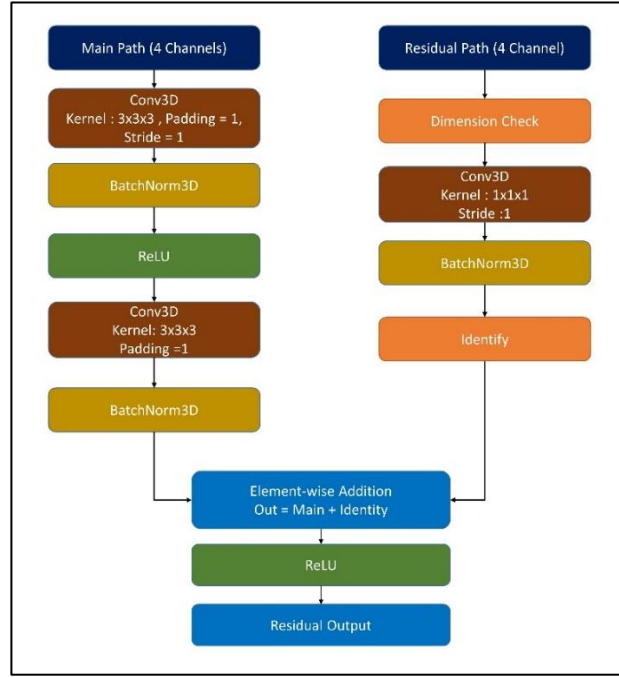 Main Path (4 Channels)
Conv3D
Kernel : 3x3x3 , Padding = 1,
Stride = 1
BatchNorm3D
ReLU
Conv3D
Kernel: 3x3x3
Padding =1
BatchNorm3D
Residual Path (4 Channel)
Dimension Check
Conv3D
Kernel : 1x1x1
Stride :1
BatchNorm3D
Identify
Element-wise Addition
Out = Main + Identity
ReLU
Residual Output